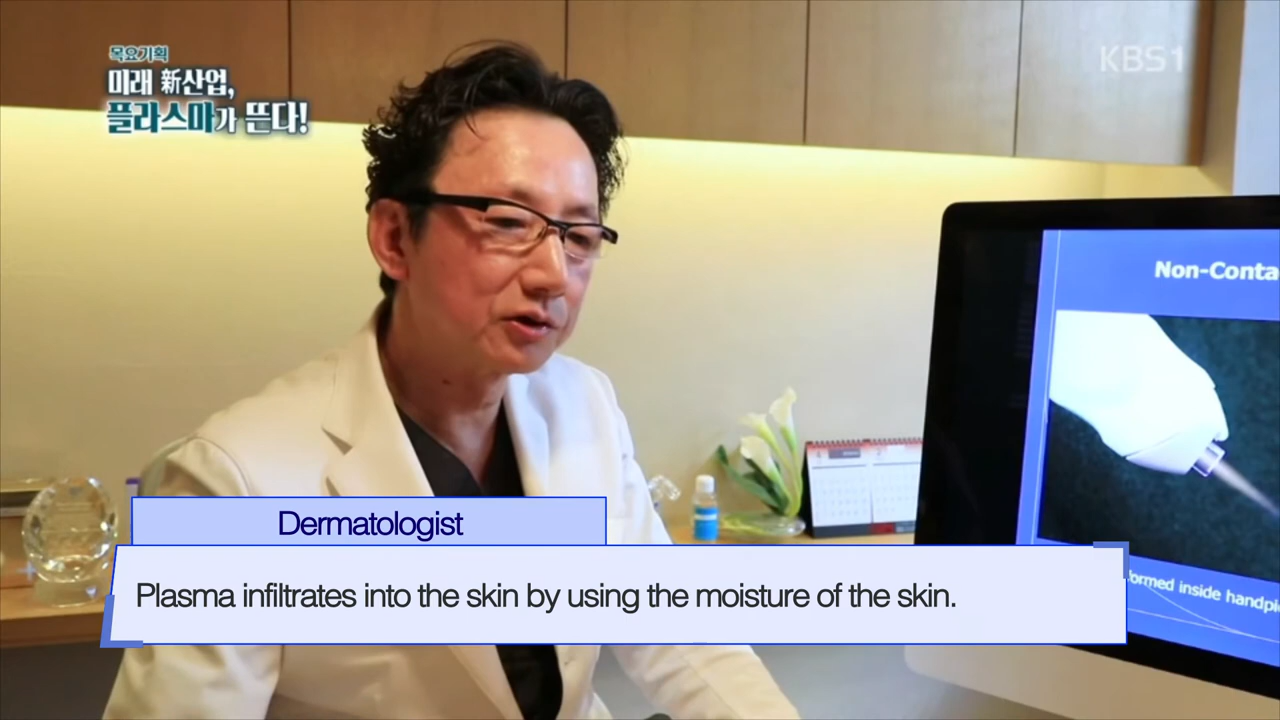 목요기획
미래 新산업,
플라스마가 뜬다!
KBS1
Non-Conta
Dermatologist
Plasma infiltrates into the skin by using the moisture of the skin.
ormed inside handpi